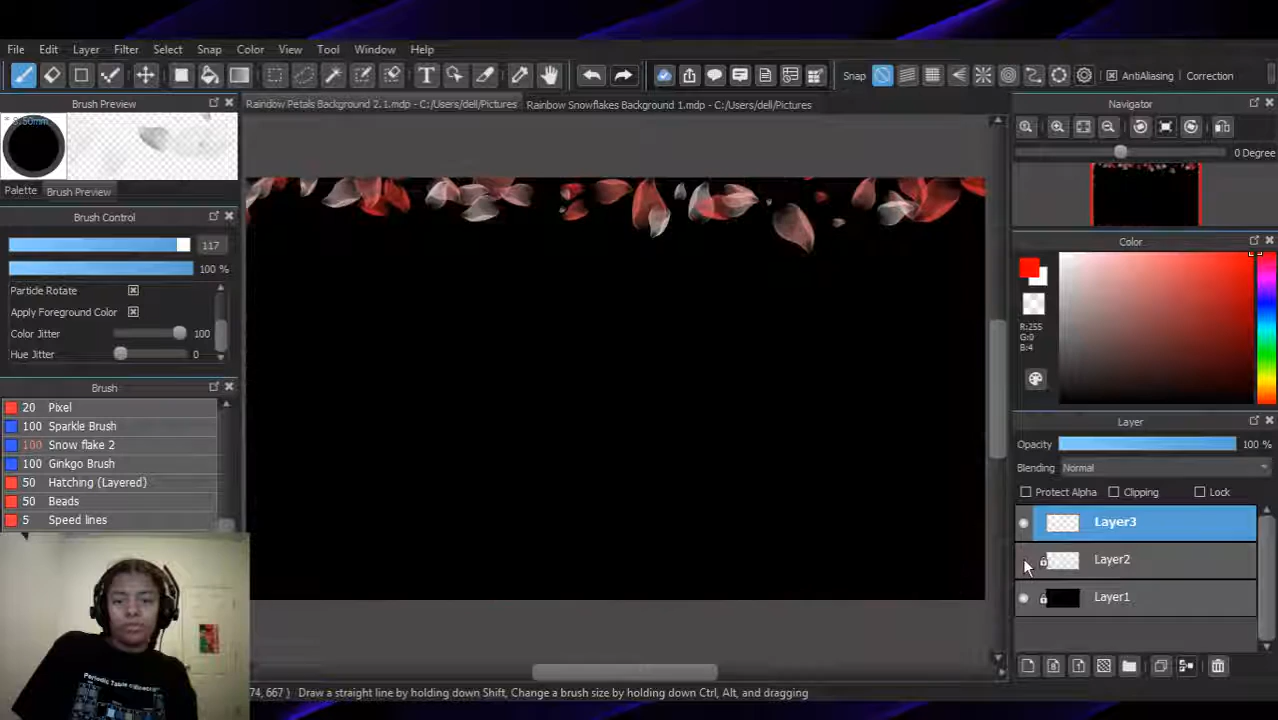 File Edit Layer Filter Select Snap Color View Tool Window Help
Snap AntiAliasing Correction
Brush Preview
Rainbow Petals Background 2.1.mdp - C:/Users/dell/Pictures Rainbow Snowflakes Background 1.mdp - C:/Users/dell/Pictures
Navigator
0 Degree
Palette Brush Preview
Brush Control
117
100 %
Particle Rotate
Apply Foreground Color
Color Jitter 100
Hue Jitter 0
Color
R:255
G:0
B:4
Brush
20 Pixel
100 Sparkle Brush
100 Snow flake 2
100 Ginkgo Brush
50 Hatching (Layered)
50 Beads
5 Speed lines
Layer
Opacity 100 %
Blending Normal
Protect Alpha Clipping Lock
Layer3
Layer2
Layer1
Periodic Table
74, 667 ) Draw a straight line by holding down Shift, Change a brush size by holding down Ctrl, Alt, and dragging